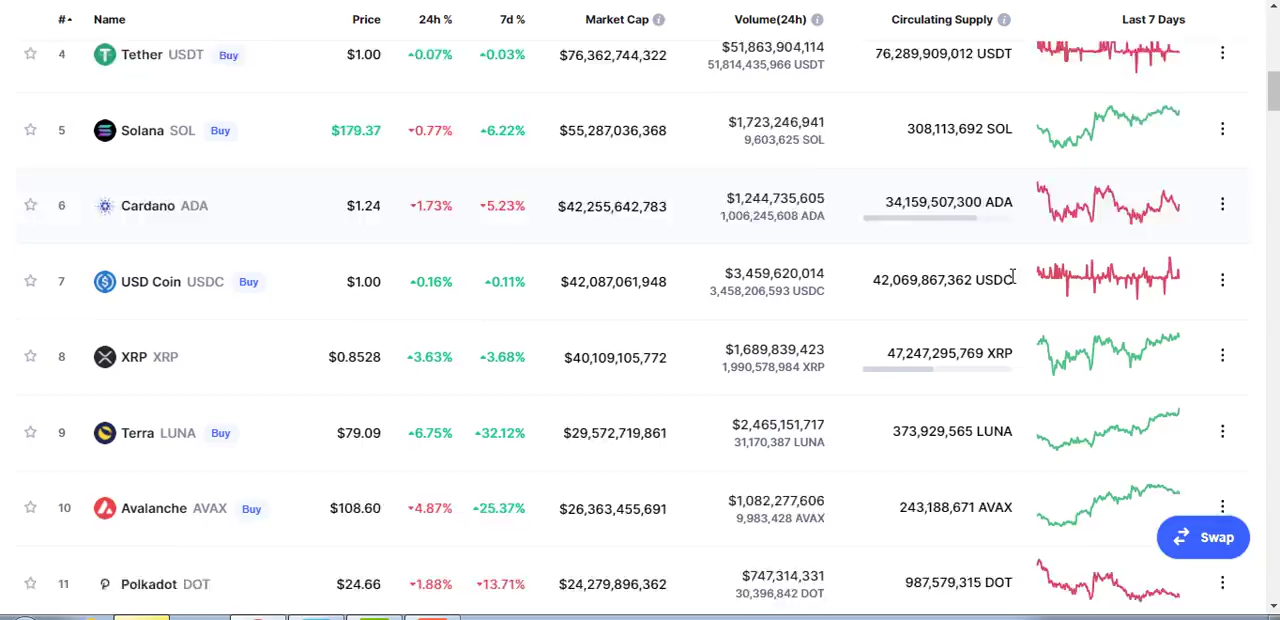 # Name Price 24h % 7d % Market Cap Volume(24h) Circulating Supply Last 7 Days
4 Tether USDT Buy $1.00 0.07% 0.03% $76,362,744,322 $51,863,904,114 76,289,909,012 USDT
51,814,435,966 USDT
5 Solana SOL Buy $179.37 0.77% 6.22% $55,287,036,368 $1,723,246,941 308,113,692 SOL
9,603,625 SOL
6 Cardano ADA $1.24 1.73% 5.23% $42,255,642,783 $1,244,735,605 34,159,507,300 ADA
1,006,245,608 ADA
7 USD Coin USDC Buy $1.00 0.16% 0.11% $42,087,061,948 $3,459,620,014 42,069,867,362 USDC
3,458,206,593 USDC
8 XRP XRP $0.8528 3.63% 3.68% $40,109,105,772 $1,689,839,423 47,247,295,769 XRP
1,990,578,984 XRP
9 Terra LUNA Buy $79.09 6.75% 32.12% $29,572,719,861 $2,465,151,717 373,929,565 LUNA
31,170,387 LUNA
10 Avalanche AVAX Buy $108.60 4.87% 25.37% $26,363,455,691 $1,082,277,606 243,188,671 AVAX
9,983,428 AVAX
Swap
11 Polkadot DOT $24.66 1.88% 13.71% $24,279,896,362 $747,314,331 987,579,315 DOT
30,396,842 DOT